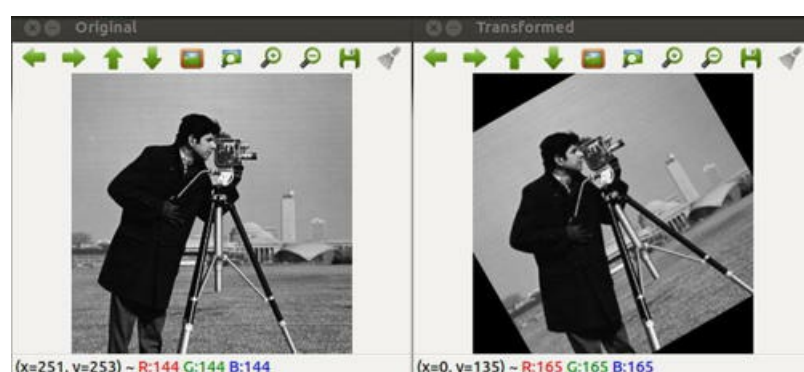 Original
Transformed
(x=251, y=253) ~ R:144 G:144 B:144
(x=0, y=135) ~ R:165 G:165 B:165